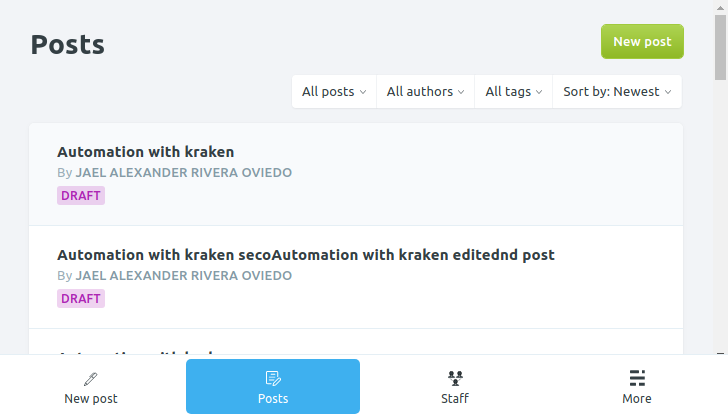 Posts
New post
All posts
All authors
All tags
Sort by: Newest
Automation with kraken
By JAEL ALEXANDER RIVERA OVIEDO
DRAFT
Automation with kraken secoAutomation with kraken editednd post
By JAEL ALEXANDER RIVERA OVIEDO
DRAFT
New post
Posts
Staff
More